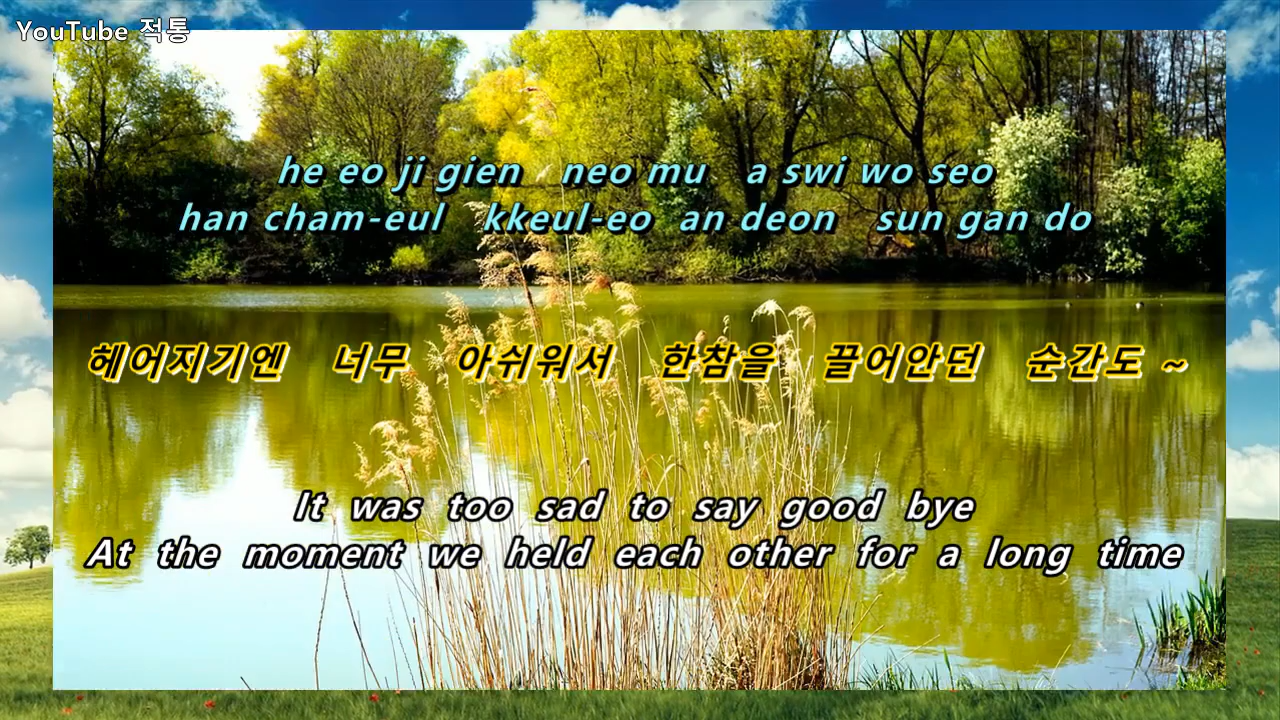 YouTube 적통
he eo ji gien neo mu a swi wo seo
han cham-eul kkeul-eo an deon sun gan do
헤어지기엔 너무 아쉬워서 한참을 끌어안던 순간도 ~
It was too sad to say good bye
At the moment we held each other for a long time